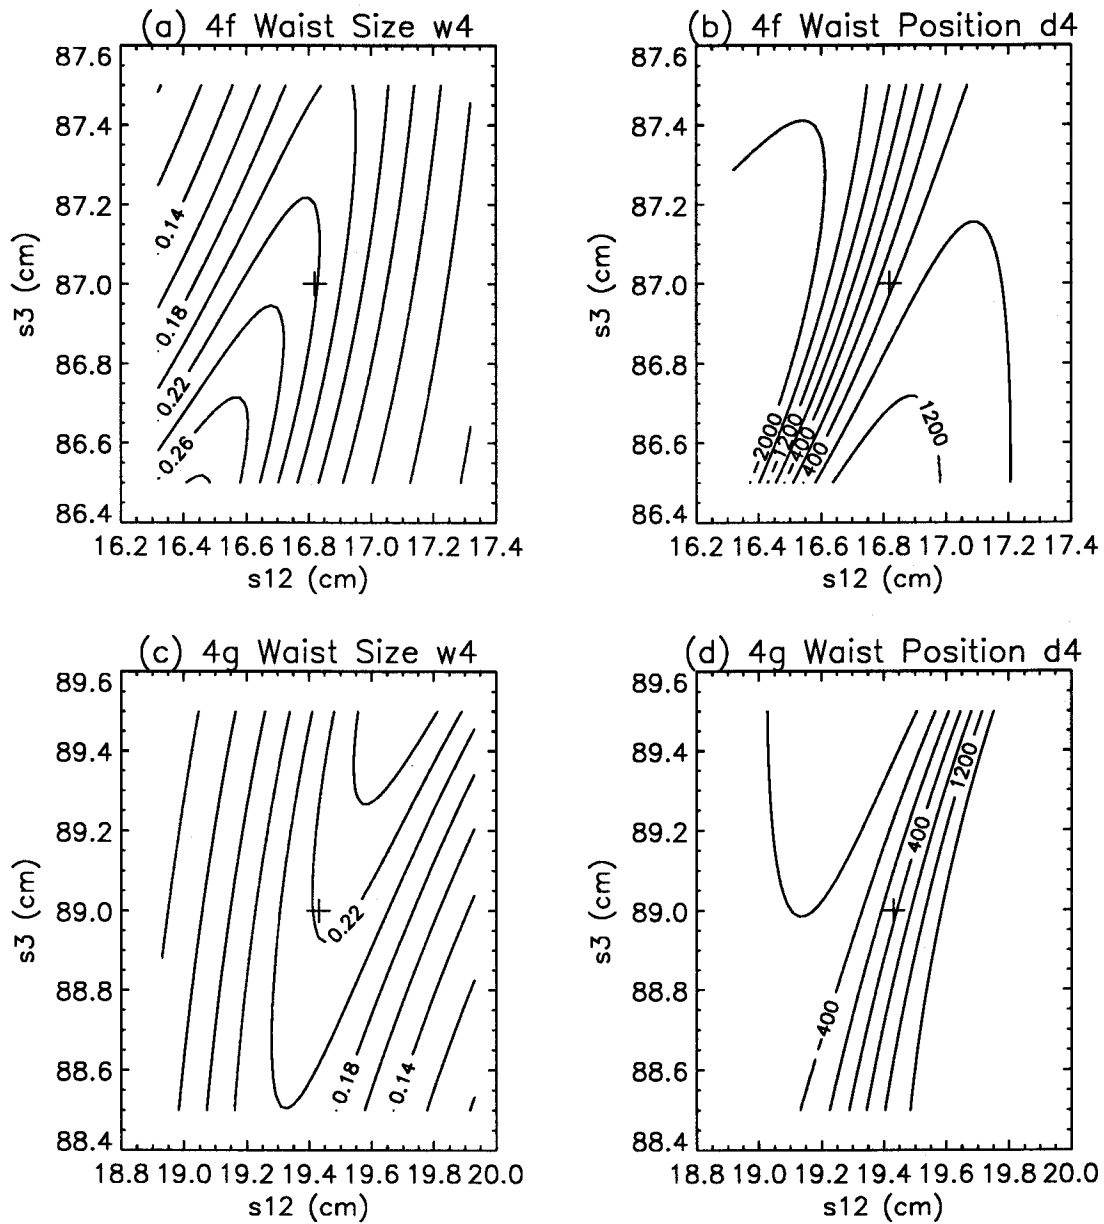 (a) 4f Waist Size w4
87.6
87.4
87.2
87.0
86.8
86.6
86.4
s3 (cm)
0.14
0.18
0.22
0.26
16.2 16.4 16.6 16.8 17.0 17.2 17.4
s12 (cm)
(b) 4f Waist Position d4
87.6
87.4
87.2
87.0
86.8
86.6
86.4
s3 (cm)
-2000
-1200
-400
400
1200
16.2 16.4 16.6 16.8 17.0 17.2 17.4
s12 (cm)
(c) 4g Waist Size w4
89.6
89.4
89.2
89.0
88.8
88.6
88.4
s3 (cm)
0.22
0.18
0.14
18.8 19.0 19.2 19.4 19.6 19.8 20.0
s12 (cm)
(d) 4g Waist Position d4
89.6
89.4
89.2
89.0
88.8
88.6
88.4
s3 (cm)
1200
400
-400
18.8 19.0 19.2 19.4 19.6 19.8 20.0
s12 (cm)